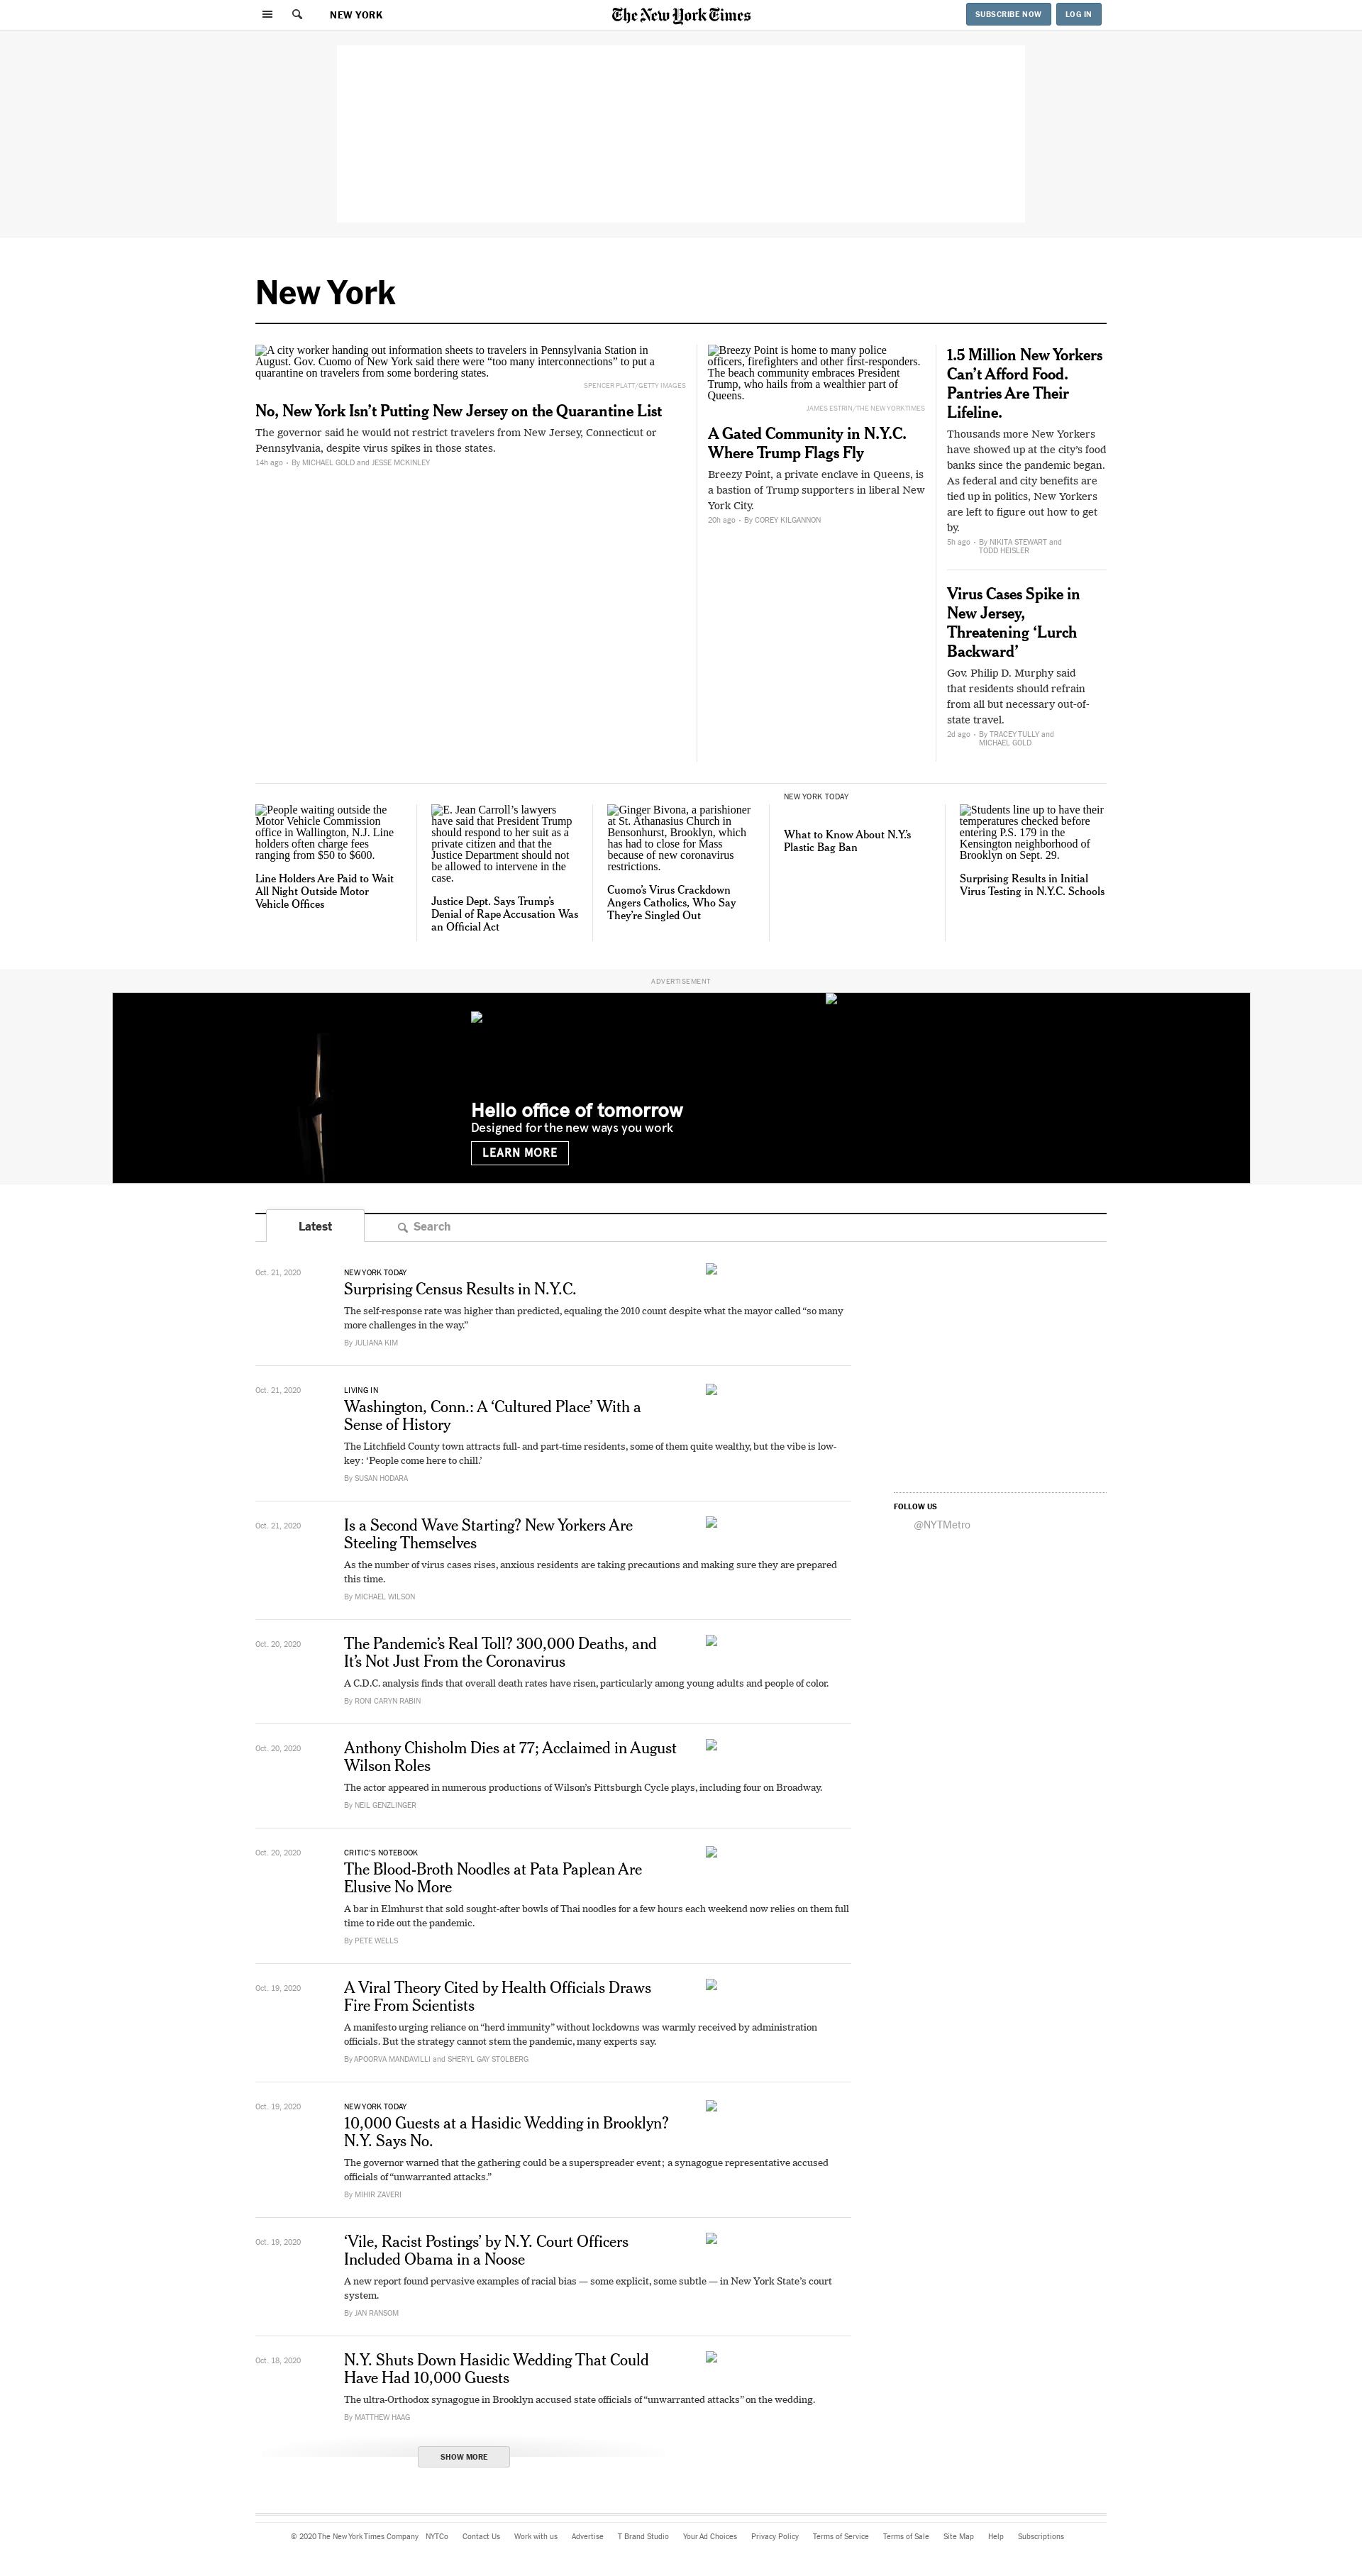 NEW YORK
The New York Times
SUBSCRIBE NOW
LOG IN
New York
A city worker handing out information sheets to travelers in Pennsylvania Station in
August. Gov. Cuomo of New York said there were “too many interconnections” to put a
quarantine on travelers from some bordering states.
SPENCER PLATT/GETTY IMAGES
No, New York Isn’t Putting New Jersey on the Quarantine List
The governor said he would not restrict travelers from New Jersey, Connecticut or
Pennsylvania, despite virus spikes in those states.
14h ago • By MICHAEL GOLD and JESSE MCKINLEY
Breezy Point is home to many police
officers, firefighters and other first-responders.
The beach community embraces President
Trump, who hails from a wealthier part of
Queens.
JAMES ESTRIN/THE NEW YORK TIMES
A Gated Community in N.Y.C.
Where Trump Flags Fly
Breezy Point, a private enclave in Queens, is
a bastion of Trump supporters in liberal New
York City.
20h ago • By COREY KILGANNON
1.5 Million New Yorkers
Can’t Afford Food.
Pantries Are Their
Lifeline.
Thousands more New Yorkers
have showed up at the city’s food
banks since the pandemic began.
As federal and city benefits are
tied up in politics, New Yorkers
are left to figure out how to get
by.
5h ago • By NIKITA STEWART and
TODD HEISLER
Virus Cases Spike in
New Jersey,
Threatening ‘Lurch
Backward’
Gov. Philip D. Murphy said
that residents should refrain
from all but necessary out-of-
state travel.
2d ago • By TRACEY TULLY and
MICHAEL GOLD
People waiting outside the
Motor Vehicle Commission
office in Wallington, N.J. Line
holders often charge fees
ranging from $50 to $600.
Line Holders Are Paid to Wait
All Night Outside Motor
Vehicle Offices
E. Jean Carroll’s lawyers
have said that President Trump
should respond to her suit as a
private citizen and that the
Justice Department should not
be allowed to intervene in the
case.
Justice Dept. Says Trump’s
Denial of Rape Accusation Was
an Official Act
Ginger Bivona, a parishioner
at St. Athanasius Church in
Bensonhurst, Brooklyn, which
has had to close for Mass
because of new coronavirus
restrictions.
Cuomo’s Virus Crackdown
Angers Catholics, Who Say
They’re Singled Out
NEW YORK TODAY
What to Know About N.Y.’s
Plastic Bag Ban
Students line up to have their
temperatures checked before
entering P.S. 179 in the
Kensington neighborhood of
Brooklyn on Sept. 29.
Surprising Results in Initial
Virus Testing in N.Y.C. Schools
ADVERTISEMENT
Hello office of tomorrow
Designed for the new ways you work
LEARN MORE
Latest
Search
Oct. 21, 2020
NEW YORK TODAY
Surprising Census Results in N.Y.C.
The self-response rate was higher than predicted, equaling the 2010 count despite what the mayor called “so many
more challenges in the way.”
By JULIANA KIM
Oct. 21, 2020
LIVING IN
Washington, Conn.: A ‘Cultured Place’ With a
Sense of History
The Litchfield County town attracts full- and part-time residents, some of them quite wealthy, but the vibe is low-
key: ‘People come here to chill.’
By SUSAN HODARA
FOLLOW US
@NYTMetro
Oct. 21, 2020
Is a Second Wave Starting? New Yorkers Are
Steeling Themselves
As the number of virus cases rises, anxious residents are taking precautions and making sure they are prepared
this time.
By MICHAEL WILSON
Oct. 20, 2020
The Pandemic’s Real Toll? 300,000 Deaths, and
It’s Not Just From the Coronavirus
A C.D.C. analysis finds that overall death rates have risen, particularly among young adults and people of color.
By RONI CARYN RABIN
Oct. 20, 2020
Anthony Chisholm Dies at 77; Acclaimed in August
Wilson Roles
The actor appeared in numerous productions of Wilson’s Pittsburgh Cycle plays, including four on Broadway.
By NEIL GENZLINGER
Oct. 20, 2020
CRITIC’S NOTEBOOK
The Blood-Broth Noodles at Pata Paplean Are
Elusive No More
A bar in Elmhurst that sold sought-after bowls of Thai noodles for a few hours each weekend now relies on them full
time to ride out the pandemic.
By PETE WELLS
Oct. 19, 2020
A Viral Theory Cited by Health Officials Draws
Fire From Scientists
A manifesto urging reliance on “herd immunity” without lockdowns was warmly received by administration
officials. But the strategy cannot stem the pandemic, many experts say.
By APOORVA MANDAVILLI and SHERYL GAY STOLBERG
Oct. 19, 2020
NEW YORK TODAY
10,000 Guests at a Hasidic Wedding in Brooklyn?
N.Y. Says No.
The governor warned that the gathering could be a superspreader event; a synagogue representative accused
officials of “unwarranted attacks.”
By MIHIR ZAVERI
Oct. 19, 2020
‘Vile, Racist Postings’ by N.Y. Court Officers
Included Obama in a Noose
A new report found pervasive examples of racial bias — some explicit, some subtle — in New York State’s court
system.
By JAN RANSOM
Oct. 18, 2020
N.Y. Shuts Down Hasidic Wedding That Could
Have Had 10,000 Guests
The ultra-Orthodox synagogue in Brooklyn accused state officials of “unwarranted attacks” on the wedding.
By MATTHEW HAAG
SHOW MORE
© 2020 The New York Times Company NYTCo Contact Us Work with us Advertise T Brand Studio Your Ad Choices Privacy Policy Terms of Service Terms of Sale Site Map Help Subscriptions